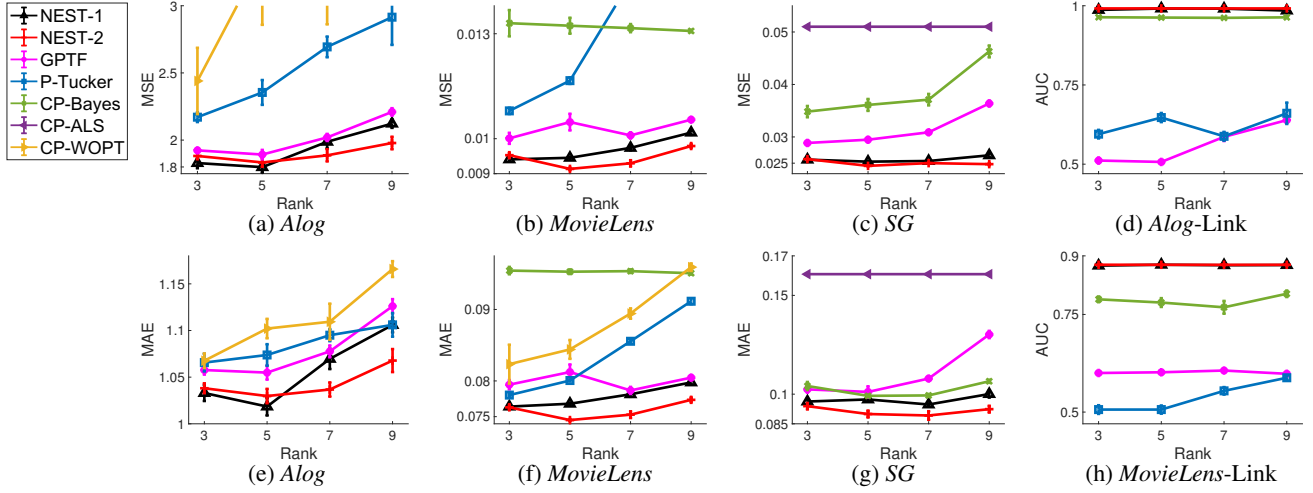 NEST-1
NEST-2
GPTF
P-Tucker
CP-Bayes
CP-ALS
CP-WOPT
3
2.5
2
1.8
MSE
3 5 7 9
Rank
(a) Alog
0.013
0.01
0.009
MSE
3 5 7 9
Rank
(b) MovieLens
0.05
0.03
0.025
MSE
3 5 7 9
Rank
(c) SG
1
0.75
0.5
AUC
3 5 7 9
Rank
(d) Alog-Link
1.15
1.1
1.05
1
MAE
3 5 7 9
Rank
(e) Alog
0.09
0.08
0.075
MAE
3 5 7 9
Rank
(f) MovieLens
0.17
0.15
0.1
0.085
MAE
3 5 7 9
Rank
(g) SG
0.9
0.75
0.5
AUC
3 5 7 9
Rank
(h) MovieLens-Link